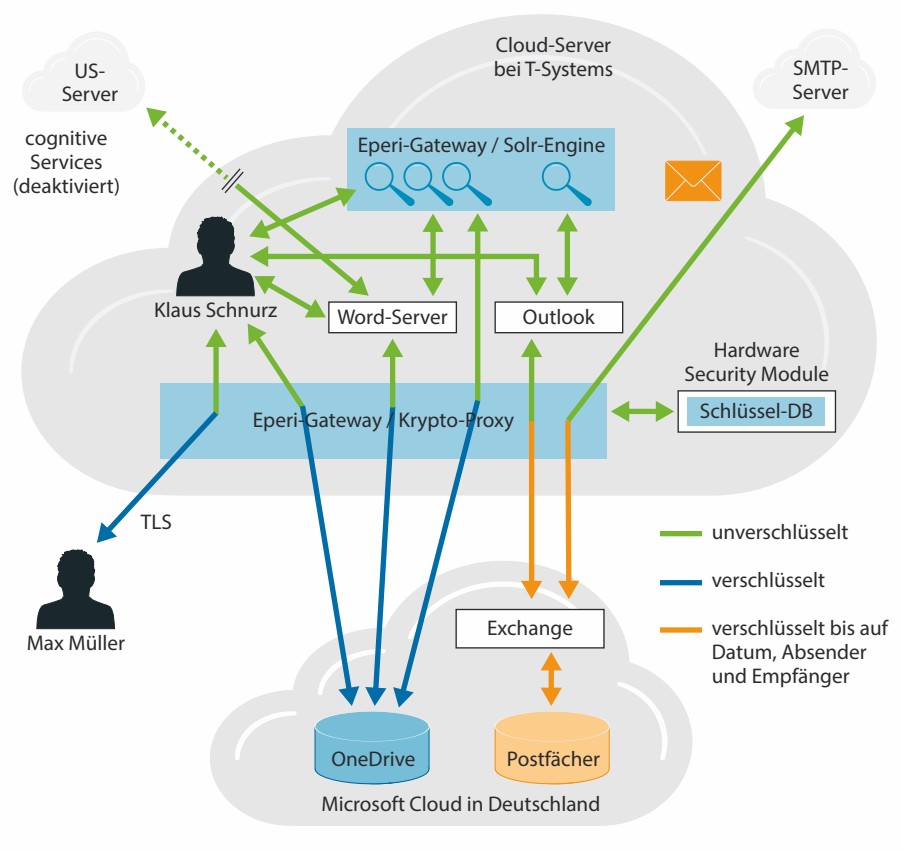 Cloud-Server
bei T-Systems
US-
Server
SMTP-
Server
cognitive
Services
(deaktiviert)
Eperi-Gateway / Solr-Engine
Klaus Schnurz
Word-Server
Outlook
Hardware
Security Module
Schlüssel-DB
Eperi-Gateway / Krypto-Proxy
TLS
Max Müller
unverschlüsselt
verschlüsselt
verschlüsselt bis auf
Datum, Absender
und Empfänger
Exchange
OneDrive
Postfächer
Microsoft Cloud in Deutschland